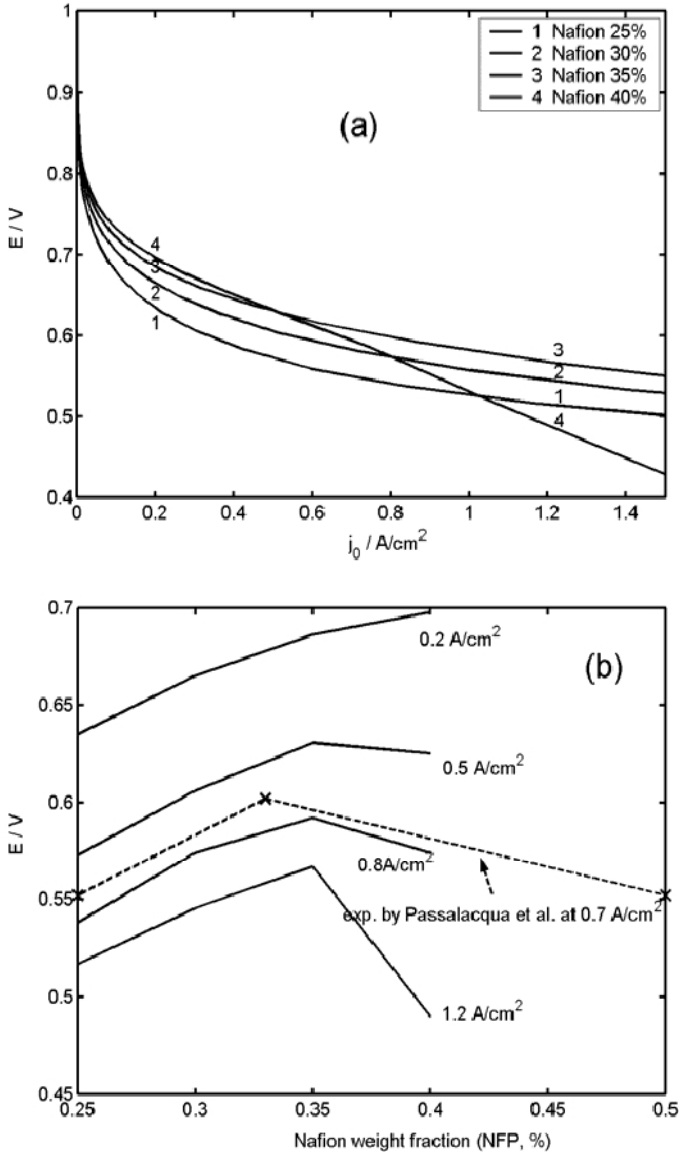 1
0.9
0.8
0.7
0.6
0.5
0.4
E / V
0 0.2 0.4 0.6 0.8 1 1.2 1.4
j0 / A/cm2
1 Nafion 25%
2 Nafion 30%
3 Nafion 35%
4 Nafion 40%
(a)
4
3
2
1
3
2
1
4
0.7
0.65
0.6
0.55
0.5
0.45
E / V
0.25 0.3 0.35 0.4 0.45 0.5
Nafion weight fraction (NFP, %)
(b)
0.2 A/cm2
0.5 A/cm2
0.8A/cm2
exp. by Passalacqua et al. at 0.7 A/cm2
1.2 A/cm2